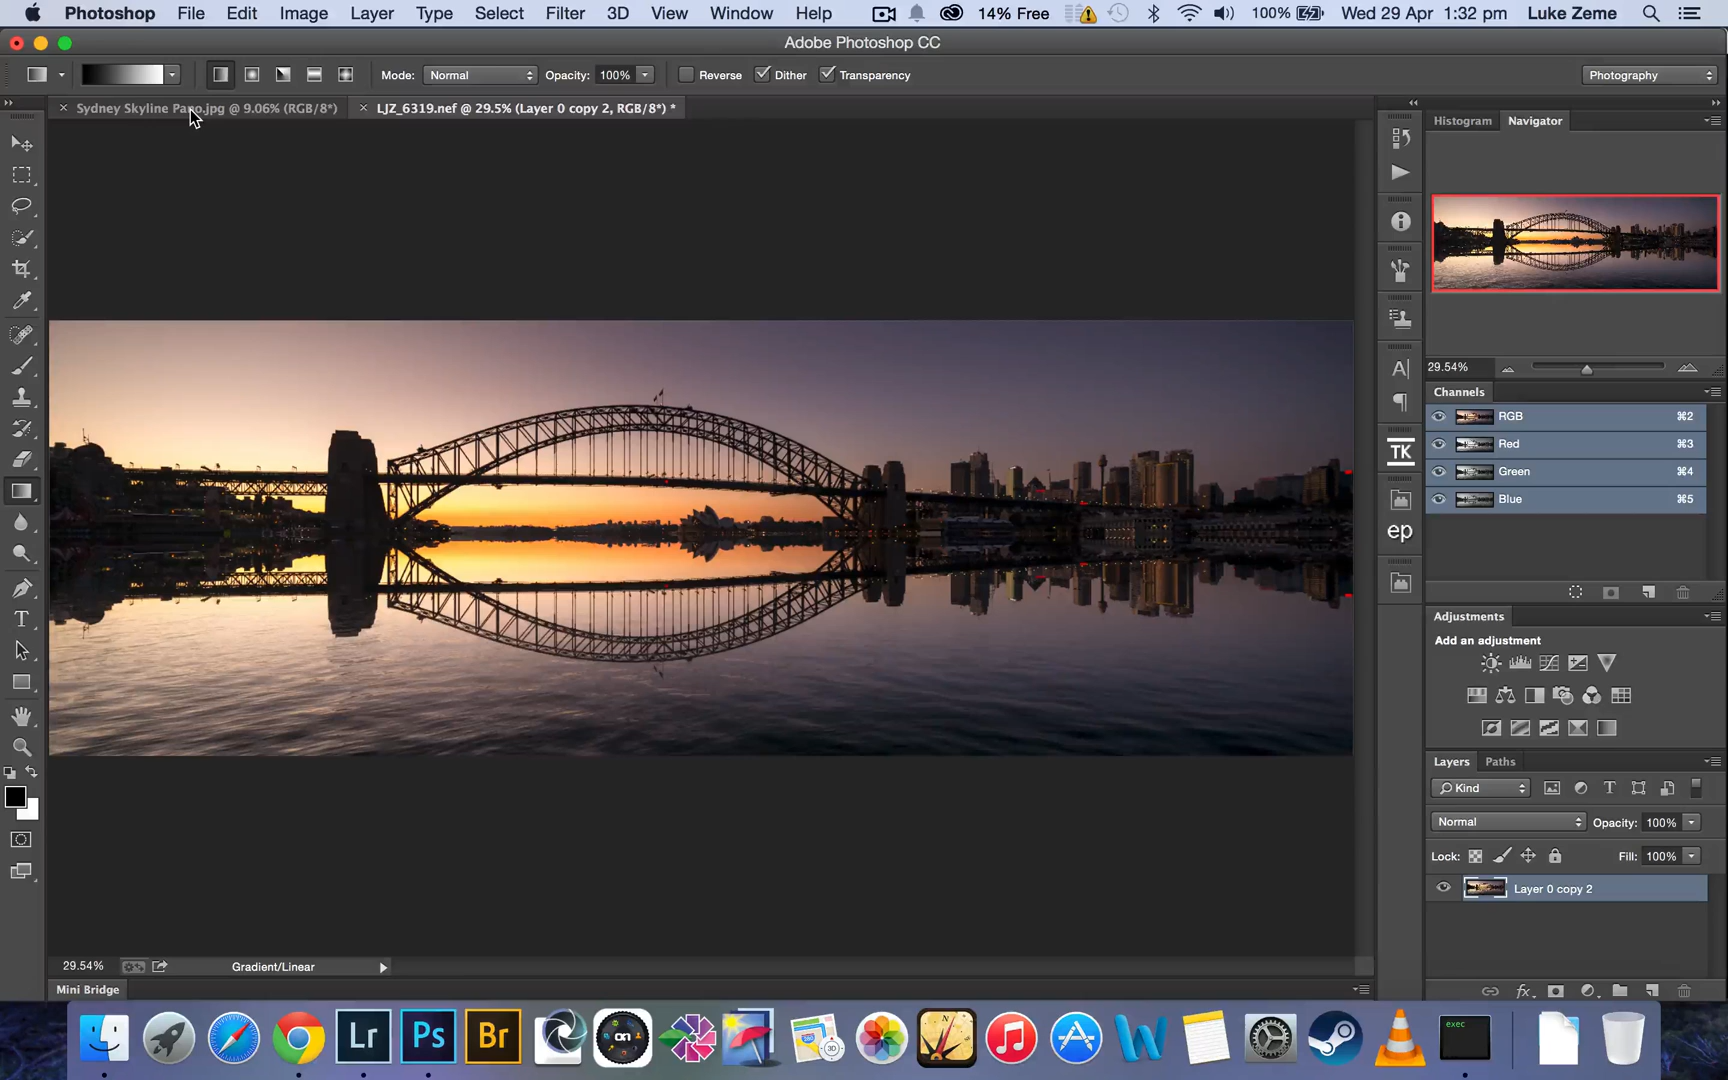 Photoshop File Edit Image Layer Type Select Filter 3D View Window Help 14% Free 100% Wed 29 Apr 1:32 pm Luke Zeme
Adobe Photoshop CC
Mode: Normal Opacity: 100% Reverse Dither Transparency Photography
Sydney Skyline Pano.jpg @ 9.06% (RGB/8*) LJZ_6319.nef @ 29.5% (Layer 0 copy 2, RGB/8*) *
Histogram Navigator
29.54%
Channels
RGB ⌘2
Red ⌘3
Green ⌘4
Blue ⌘5
A|
TK
ep
Adjustments
Add an adjustment
Layers Paths
Kind
Normal Opacity: 100%
Lock: Fill: 100%
Layer 0 copy 2
fx
T
29.54% Gradient/Linear
Mini Bridge
Lr Ps Br exec